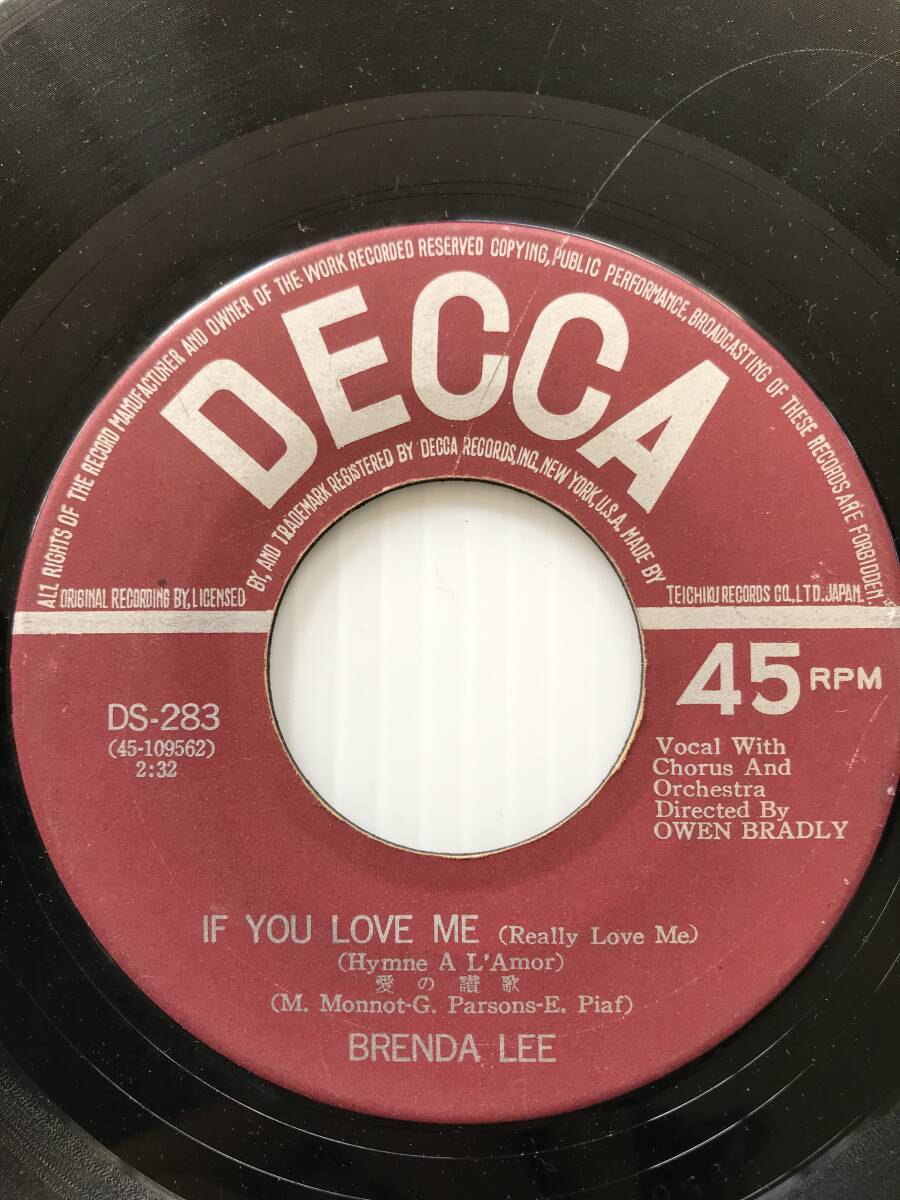 ALL RIGHTS OF THE RECORD MANUFACTURER AND OWNER OF THE WORK RECORDED RESERVED COPYING, PUBLIC PERFORMANCE, BROADCASTING OF THESE RECORDS ARE FORBIDDEN.
DECCA
ORIGINAL RECORDING BY, LICENSED BY, AND TRADEMARK REGISTERED BY DECCA RECORDS, INC, NEW YORK, U.S.A. MADE BY TEICHIKU RECORDS CO., LTD. JAPAN.
DS-283
(45-109562)
2:32
45 RPM
Vocal With
Chorus And
Orchestra
Directed By
OWEN BRADLY
IF YOU LOVE ME (Really Love Me)
(Hymne A L'Amor)
愛の讃歌
(M. Monnot-G. Parsons-E. Piaf)
BRENDA LEE